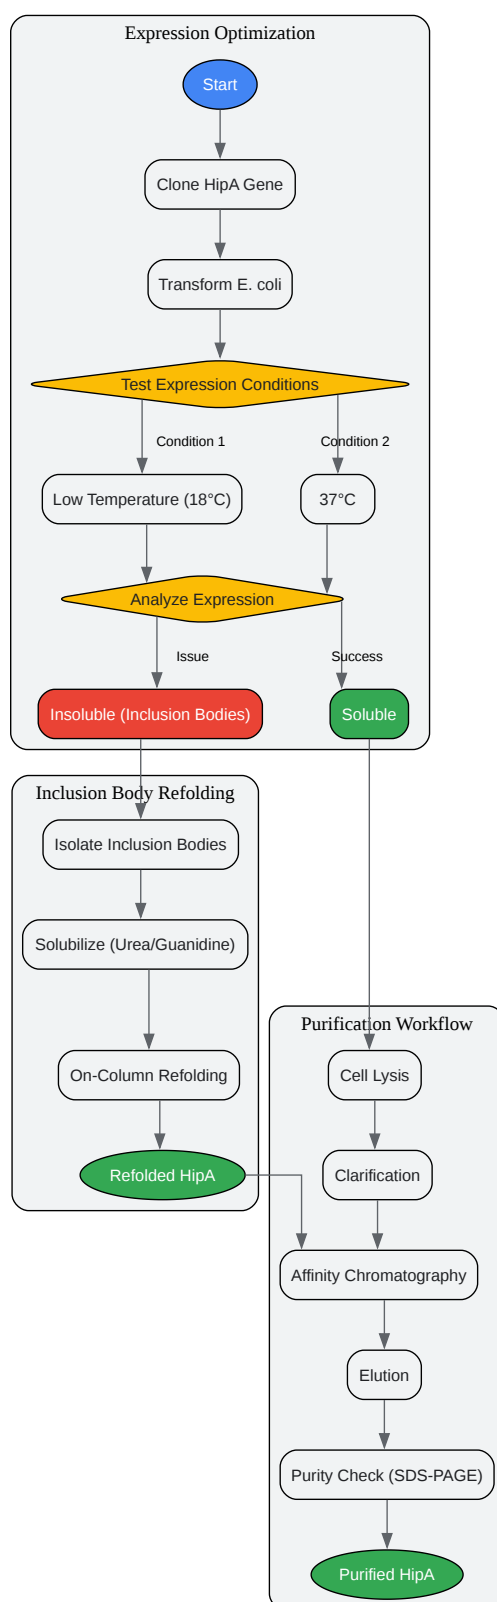 Expression Optimization
Start
Clone HipA Gene
Transform E. coli
Test Expression Conditions
Condition 1
Condition 2
Low Temperature (18°C)
37°C
Analyze Expression
Issue
Success
Insoluble (Inclusion Bodies)
Soluble
Inclusion Body Refolding
Isolate Inclusion Bodies
Solubilize (Urea/Guanidine)
On-Column Refolding
Refolded HipA
Purification Workflow
Cell Lysis
Clarification
Affinity Chromatography
Elution
Purity Check (SDS-PAGE)
Purified HipA